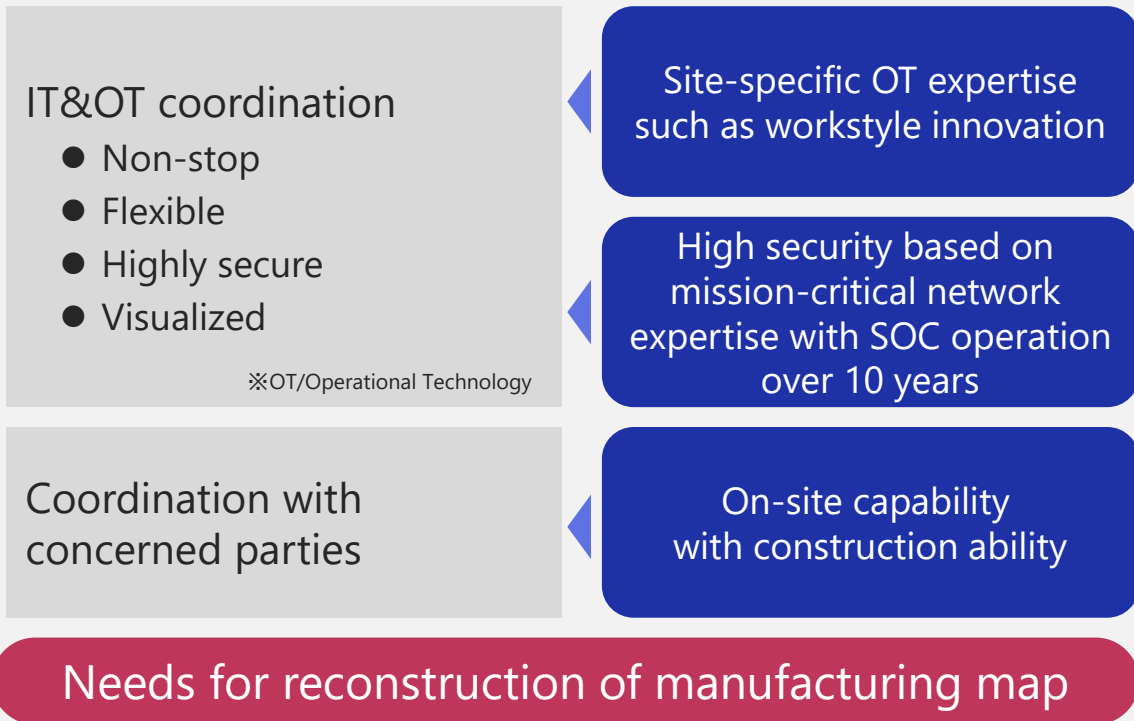 IT&OT coordination
● Non-stop
● Flexible
● Highly secure
● Visualized
※OT/Operational Technology
Site-specific OT expertise
such as workstyle innovation
High security based on
mission-critical network
expertise with SOC operation
over 10 years
Coordination with
concerned parties
On-site capability
with construction ability
Needs for reconstruction of manufacturing map